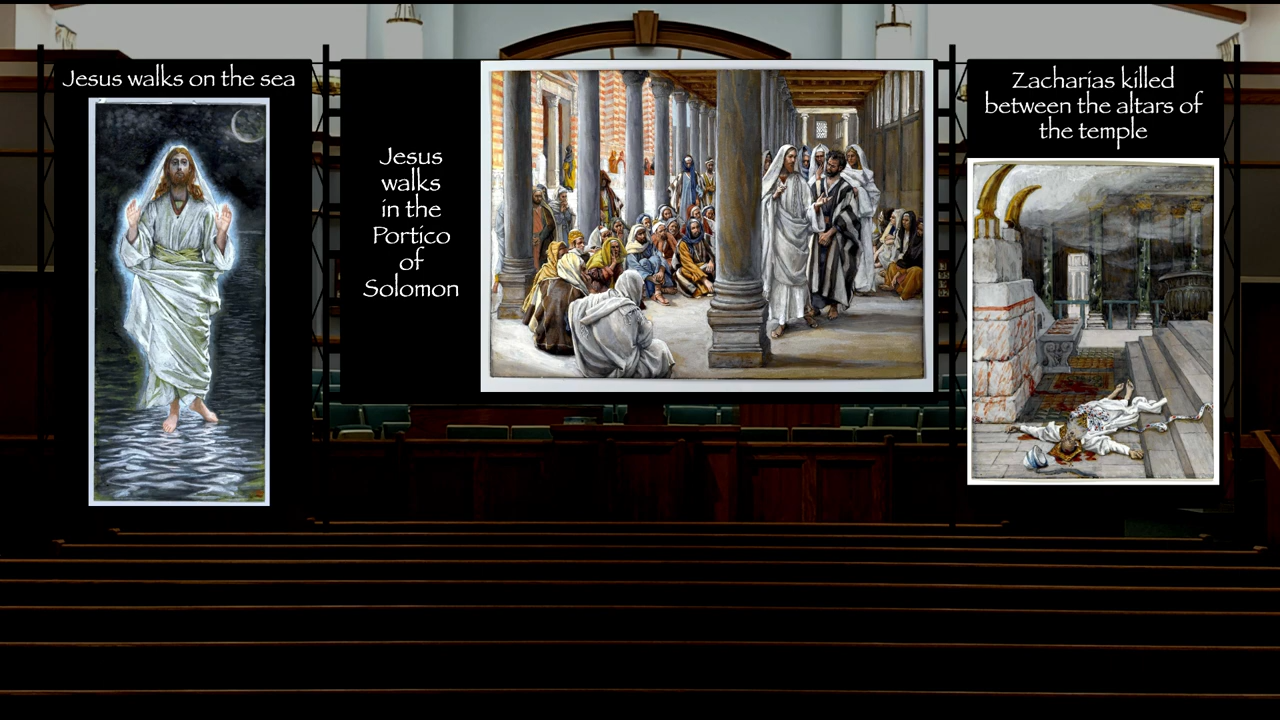 Jesus walks on the sea
Jesus
walks
in the
Portico
of
Solomon
Zacharias killed
between the altars of
the temple